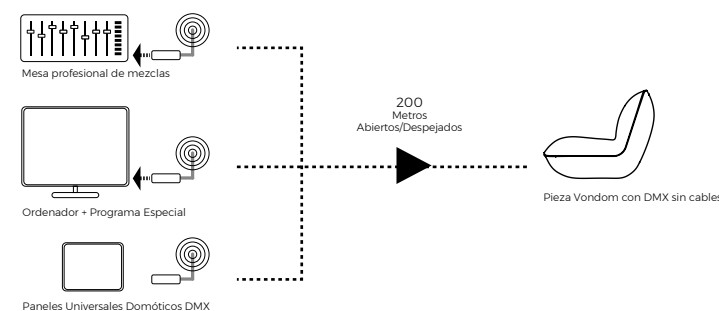 Mesa profesional de mezclas
200
Metros
Abiertos/Despejados
Ordenador + Programa Especial
Pieza Vondom con DMX sin cables
Paneles Universales Domóticos DMX